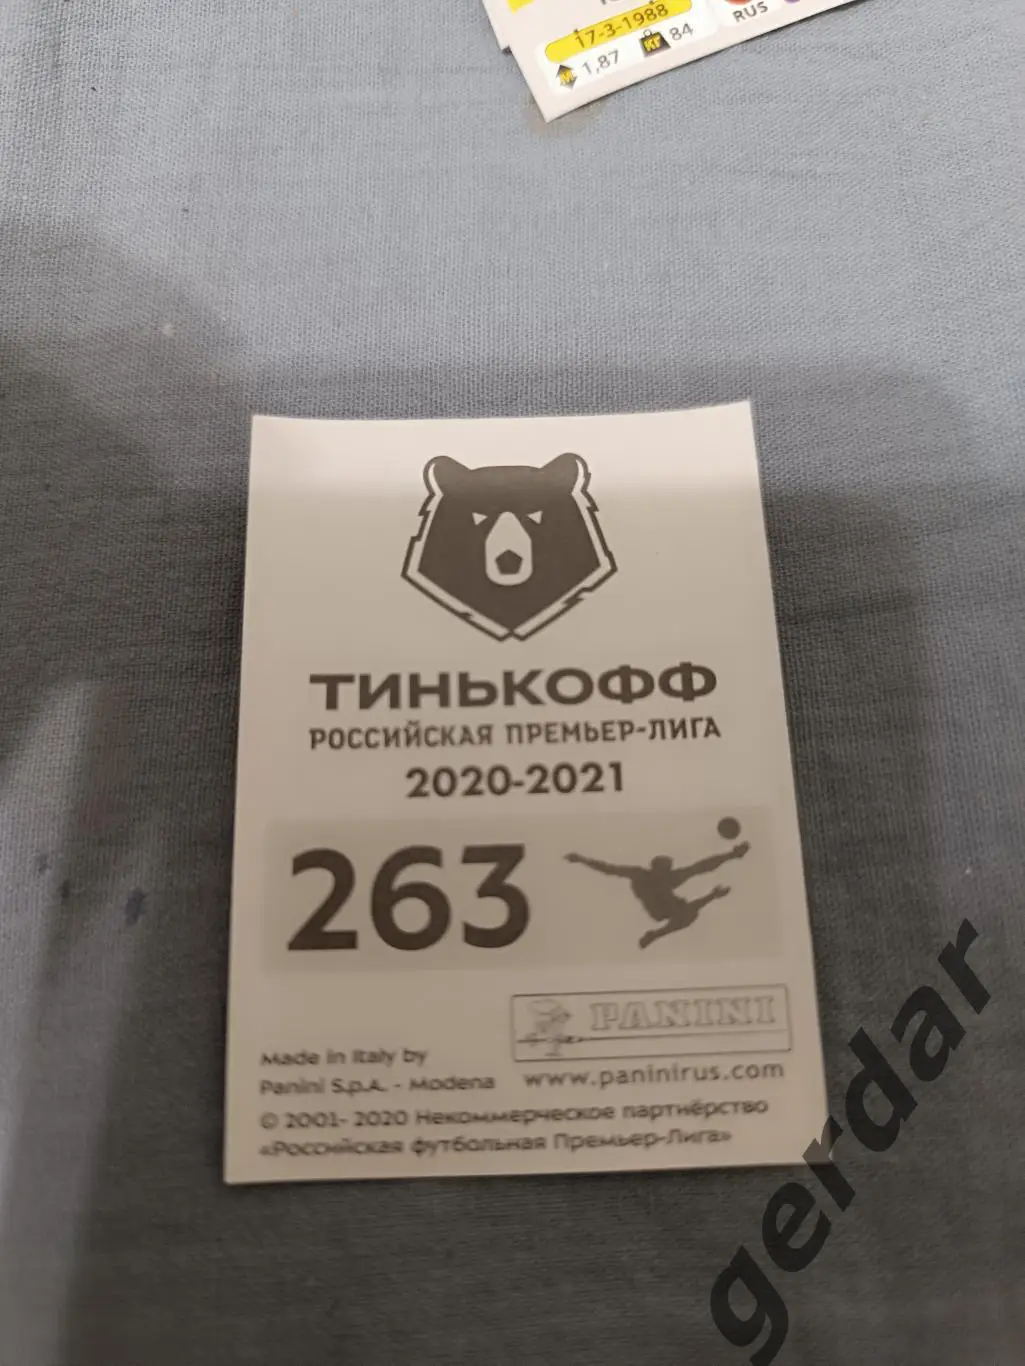 17-3-1988
1,87 КГ 84
RUS
ТИНЬКОФФ
РОССИЙСКАЯ ПРЕМЬЕР-ЛИГА
2020-2021
263
PANINI
Made in Italy by
Panini S.p.A. - Modena
www.paninirus.com
© 2001- 2020 Некоммерческое партнёрство
«Российская футбольная Премьер-Лига»
gerdar